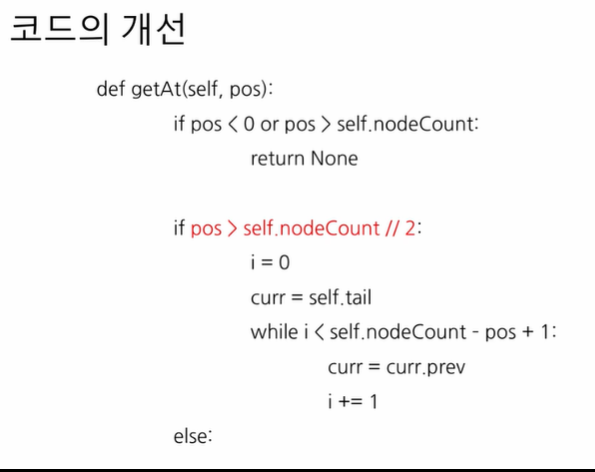 코드의 개선
def getAt(self, pos):
if pos < 0 or pos > self.nodeCount:
return None
if pos > self.nodeCount // 2:
i = 0
curr = self.tail
while i < self.nodeCount - pos + 1:
curr = curr.prev
i += 1
else: